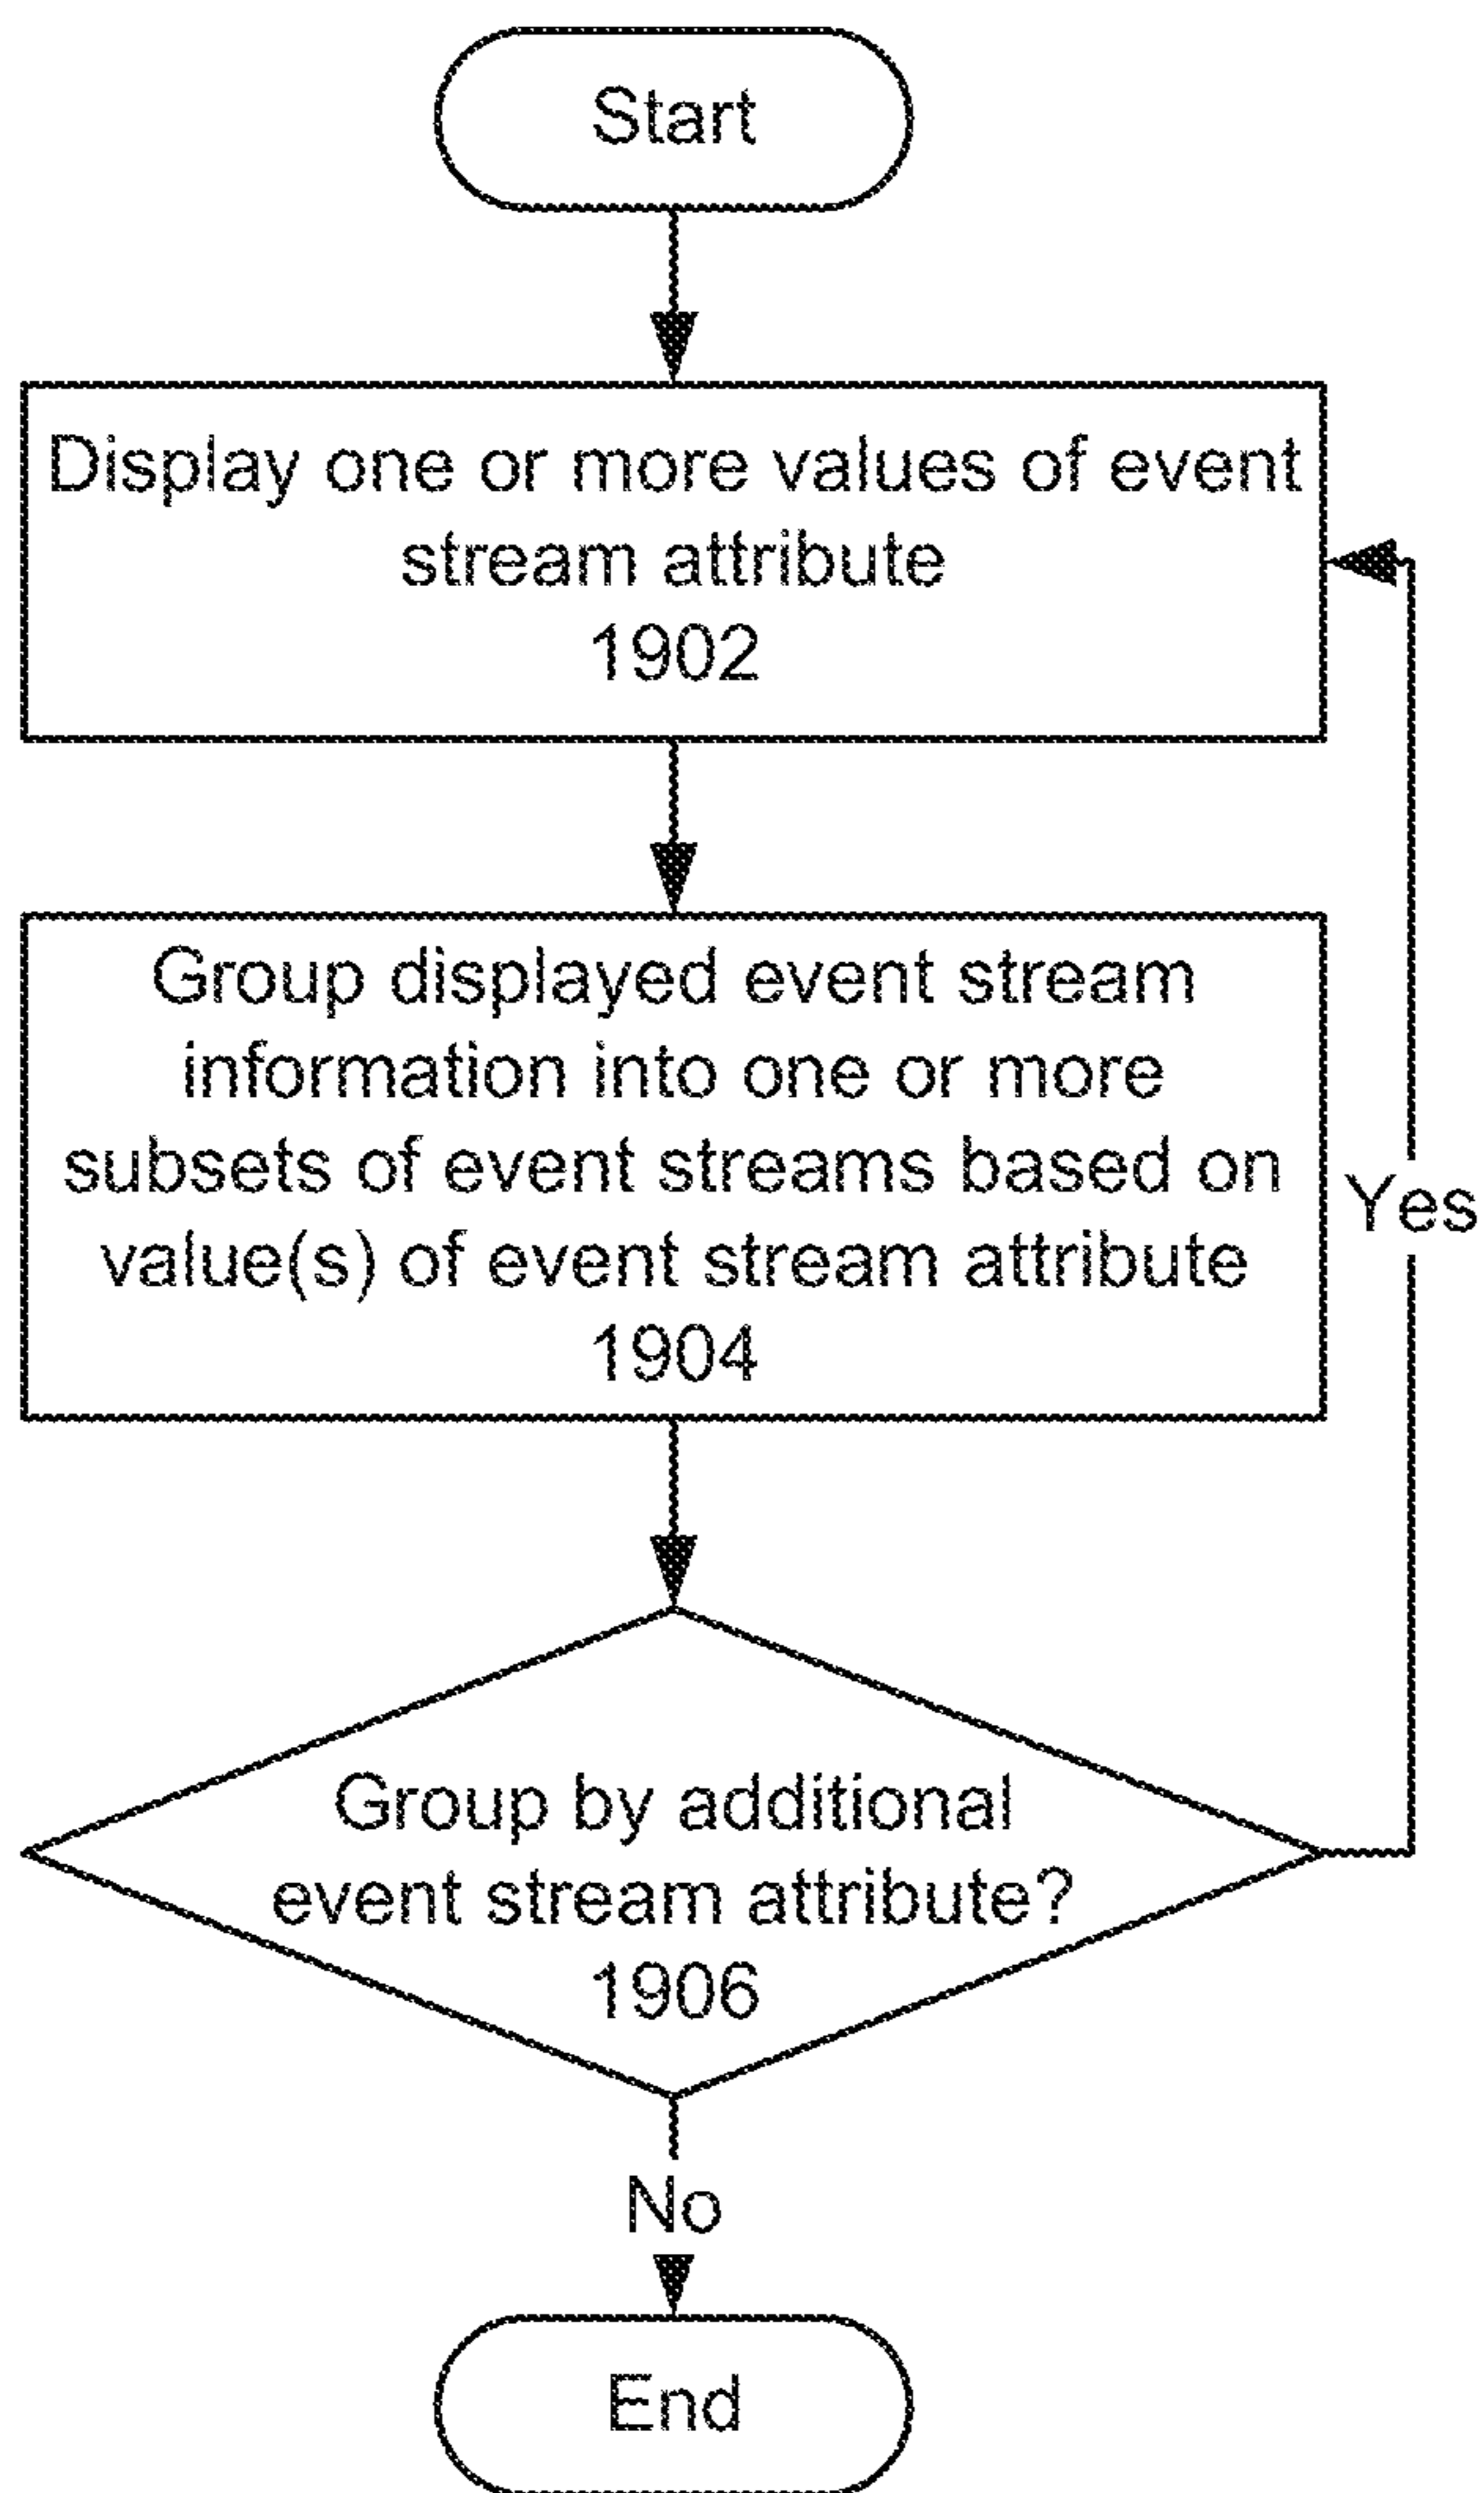 Start
Display one or more values of event
stream attribute
1902
Group displayed event stream
information into one or more
subsets of event streams based on
value(s) of event stream attribute
1904
Yes
Group by additional
event stream attribute?
1906
No
End